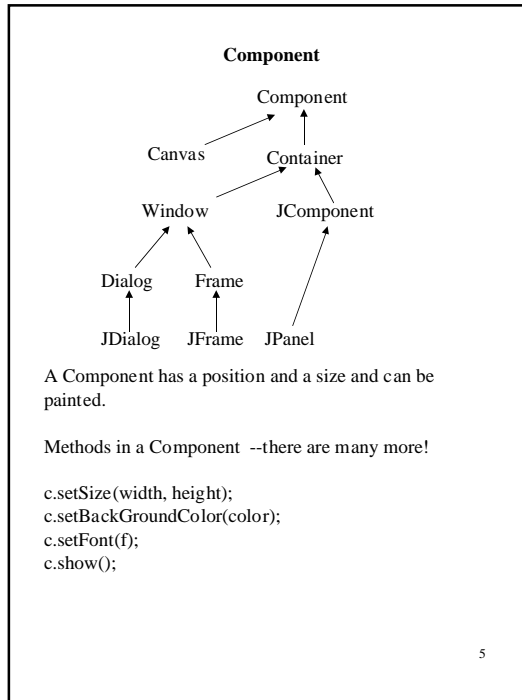 Component
Component
Canvas Container
Window JComponent
Dialog Frame
JDialog JFrame JPanel
A Component has a position and a size and can be
painted.
Methods in a Component --there are many more!
c.setSize(width, height);
c.setBackGroundColor(color);
c.setFont(f);
c.show();
5